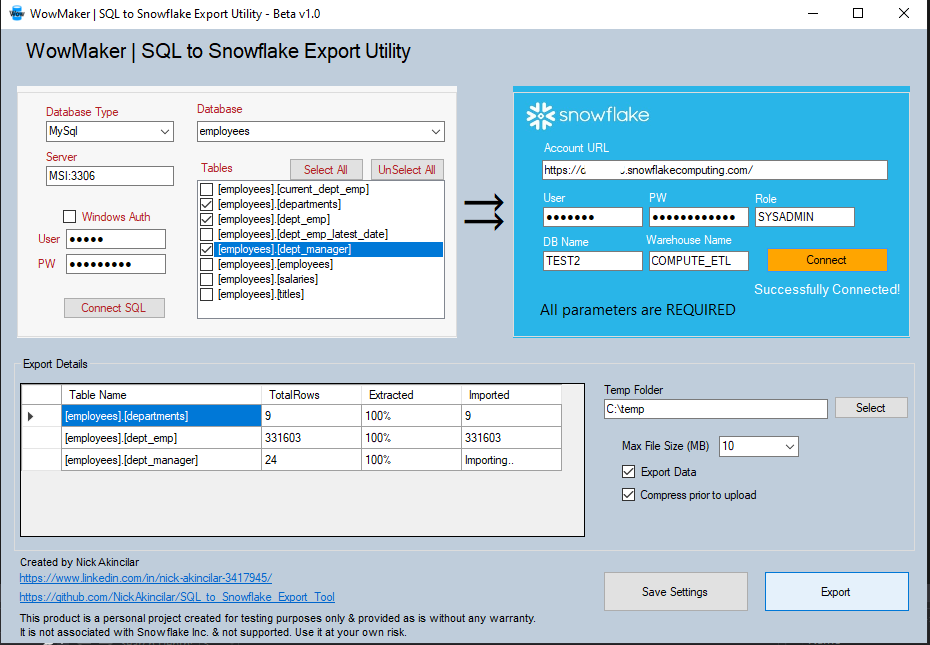 WowMaker | SQL to Snowflake Export Utility - Beta v1.0
WowMaker | SQL to Snowflake Export Utility
Database Type
MySql
Server
MSI:3306
Windows Auth
User ●●●●●
PW ●●●●●●●●●
Connect SQL
Database
employees
Tables Select All UnSelect All
[employees].[current_dept_emp]
[employees].[departments]
[employees].[dept_emp]
[employees].[dept_emp_latest_date]
[employees].[dept_manager]
[employees].[employees]
[employees].[salaries]
[employees].[titles]
snowflake
Account URL
https:// .snowflakecomputing.com/
User PW Role
●●●●●●● ●●●●●●●●●●●● SYSADMIN
DB Name Warehouse Name
TEST2 COMPUTE_ETL Connect
Successfully Connected!
All parameters are REQUIRED
Export Details
Table Name TotalRows Extracted Imported
[employees].[departments] 9 100% 9
[employees].[dept_emp] 331603 100% 331603
[employees].[dept_manager] 24 100% Importing..
Temp Folder
C:\temp Select
Max File Size (MB) 10
Export Data
Compress prior to upload
Created by Nick Akincilar
https://www.linkedin.com/in/nick-akincilar-3417945/
https://github.com/NickAkincilar/SQL_to_Snowflake_Export_Tool
This product is a personal project created for testing purposes only & provided as is without any warranty.
It is not associated with Snowflake Inc. & not supported. Use it at your own risk.
Save Settings Export